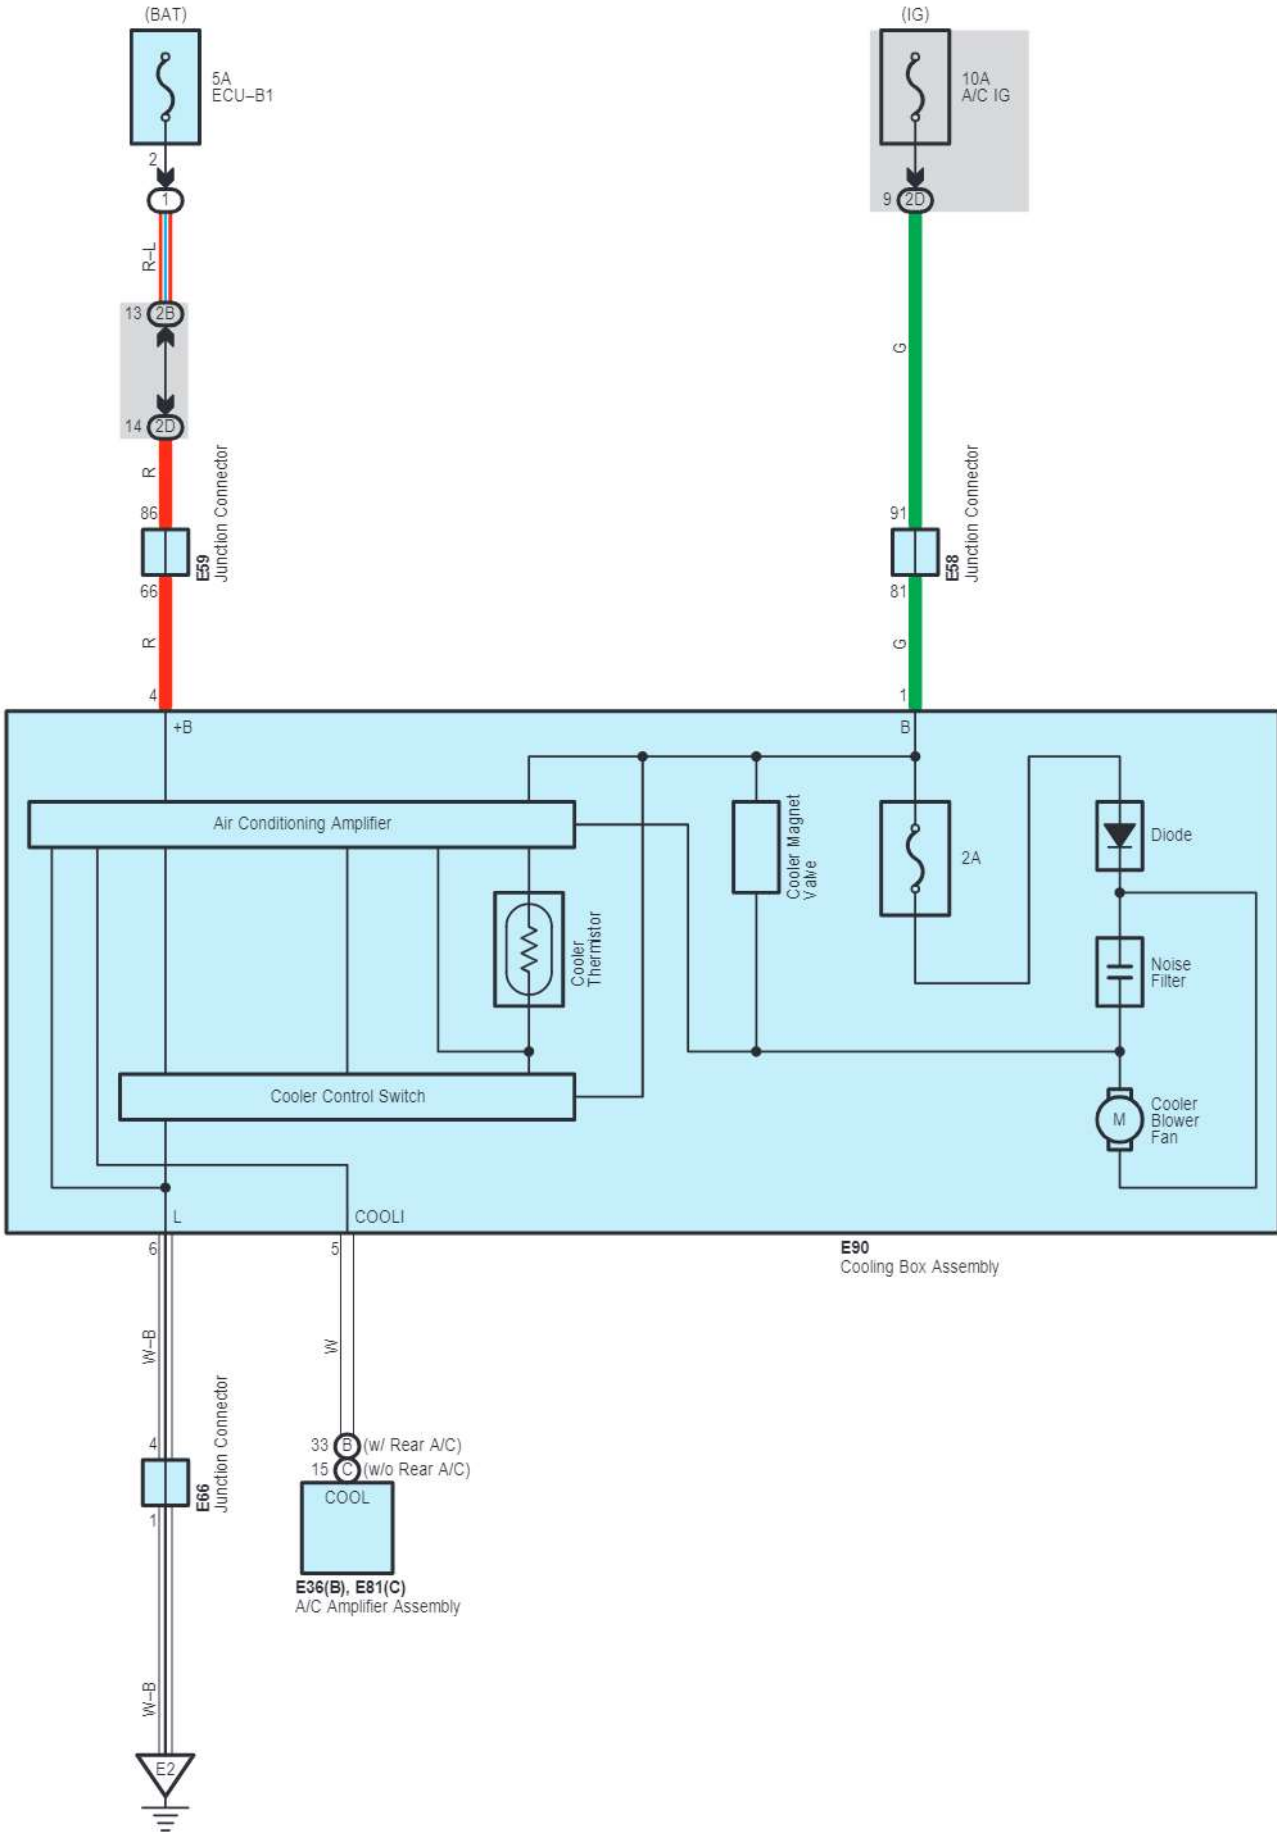 (BAT)
(IG)
5A
ECU–B1
10A
A/C IG
2
1
9
2D
R–L
13
2B
G
14
2D
R
86
E59
Junction Connector
66
R
4
91
E58
Junction Connector
81
G
1
+B
B
Air Conditioning Amplifier
Cooler Magnet
Valve
2A
Diode
Cooler
Thermistor
Noise
Filter
Cooler Control Switch
M
Cooler
Blower
Fan
L
COOLI
6
5
E90
Cooling Box Assembly
W–B
W
4
E66
Junction Connector
1
33
B
(w/ Rear A/C)
15
C
(w/o Rear A/C)
COOL
E36(B), E81(C)
A/C Amplifier Assembly
W–B
E2